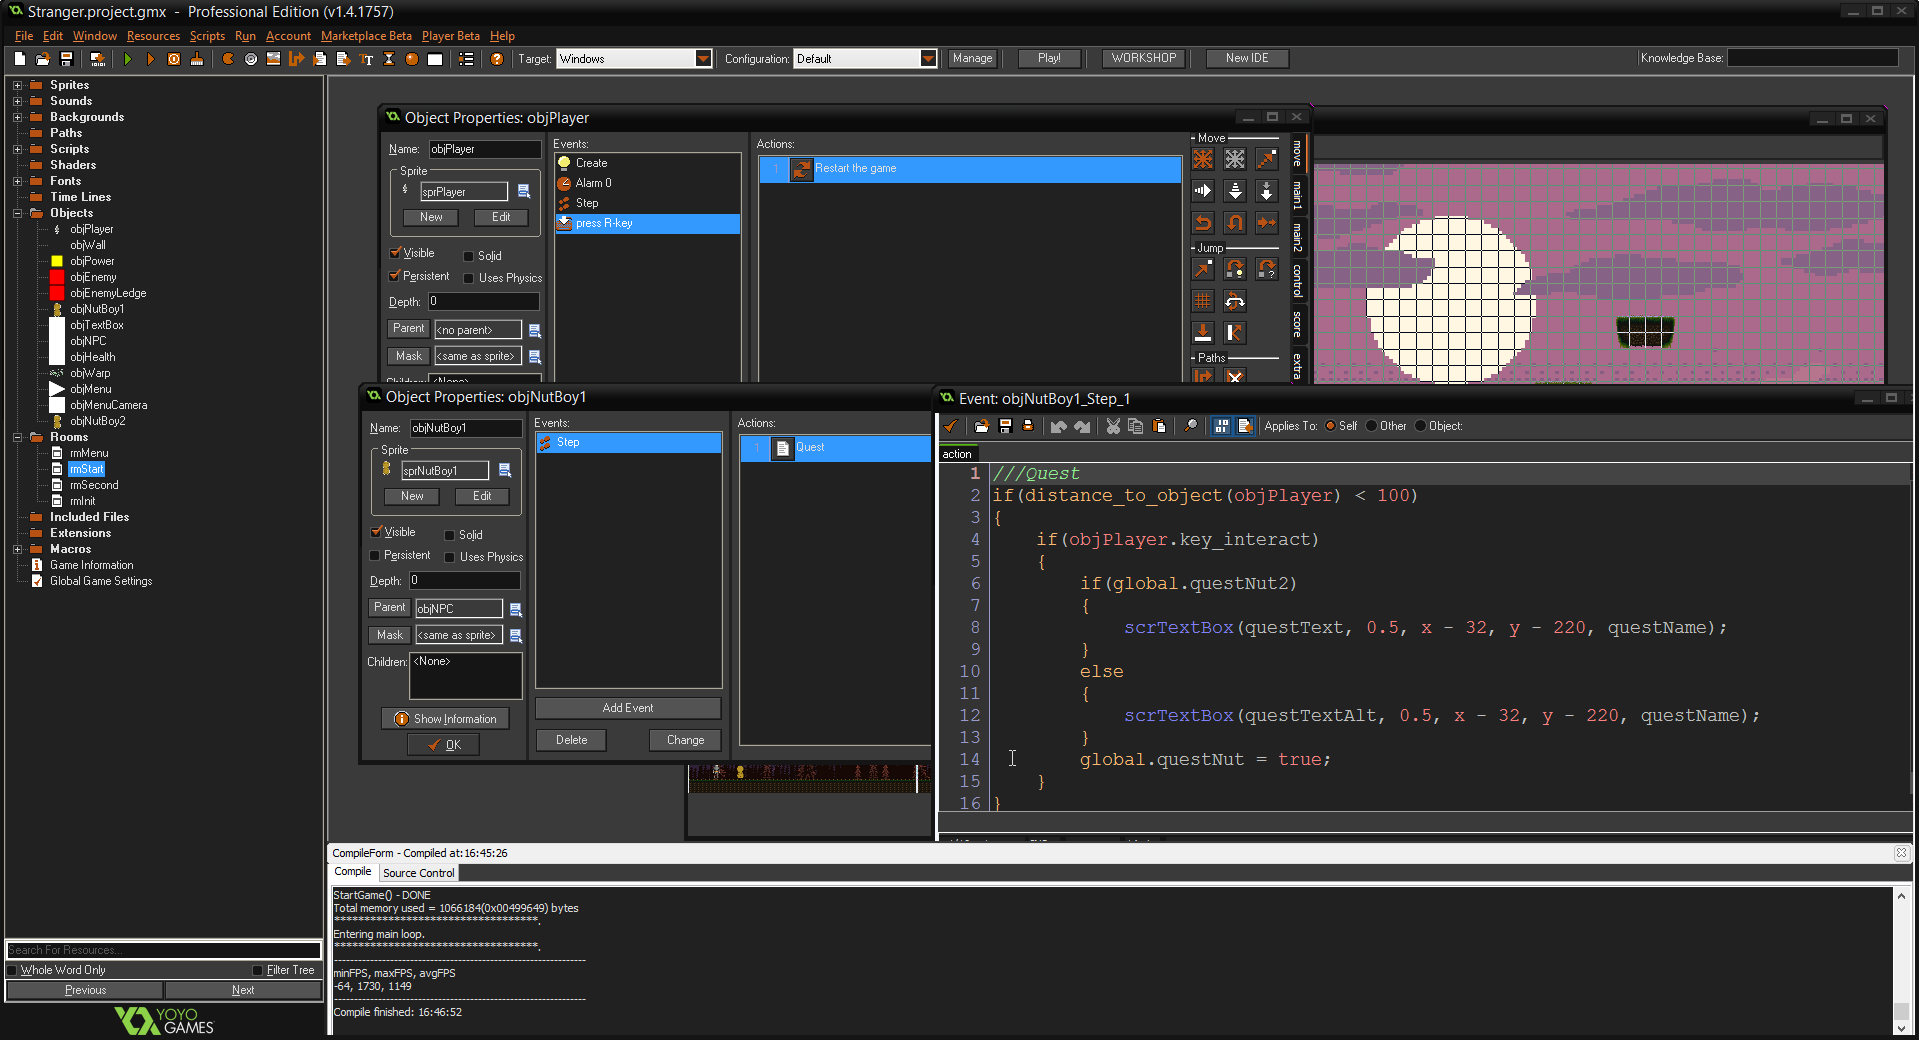 Stranger.project.gmx - Professional Edition (v1.4.1757)
File Edit Window Resources Scripts Run Account Marketplace Beta Player Beta Help
Target: Windows Configuration: Default Manage Play! WORKSHOP New IDE Knowledge Base:
Sprites
Sounds
Backgrounds
Paths
Scripts
Shaders
Fonts
Time Lines
Objects
objPlayer
objWall
objPower
objEnemy
objEnemyLedge
objNutBoy1
objTextBox
objNPC
objHealth
objWarp
objMenu
objMenuCamera
objNutBoy2
Rooms
rmMenu
rmStart
rmSecond
rmInit
Included Files
Extensions
Macros
Game Information
Global Game Settings
Search For Resources...
Whole Word Only Filter Tree
Previous Next
YOYO
GAMES
Object Properties: objPlayer
Name: objPlayer
Sprite
sprPlayer
New Edit
Visible Solid
Persistent Uses Physics
Depth: 0
Parent <no parent>
Mask <same as sprite>
Children: <None>
Events:
Create
Alarm 0
Step
press R-key
Actions:
1 Restart the game
Move
Jump
Paths
move
main1
main2
control
score
extra
Object Properties: objNutBoy1
Name: objNutBoy1
Sprite
sprNutBoy1
New Edit
Visible Solid
Persistent Uses Physics
Depth: 0
Parent objNPC
Mask <same as sprite>
Children: <None>
Show Information
OK
Events:
Step
Add Event
Delete Change
Actions:
1 Quest
Event: objNutBoy1_Step_1
Applies To: Self Other Object:
action
1 ///Quest
2 if(distance_to_object(objPlayer) < 100)
3 {
4 if(objPlayer.key_interact)
5 {
6 if(global.questNut2)
7 {
8 scrTextBox(questText, 0.5, x - 32, y - 220, questName);
9 }
10 else
11 {
12 scrTextBox(questTextAlt, 0.5, x - 32, y - 220, questName);
13 }
14 global.questNut = true;
15 }
16 }
CompileForm - Compiled at:16:45:26
Compile Source Control
StartGame() - DONE
Total memory used = 1066184(0x00499649) bytes
**********************************.
Entering main loop.
**********************************.
---------------------------------------------------------------
minFPS, maxFPS, avgFPS
-64, 1730, 1149
---------------------------------------------------------------
Compile finished: 16:46:52